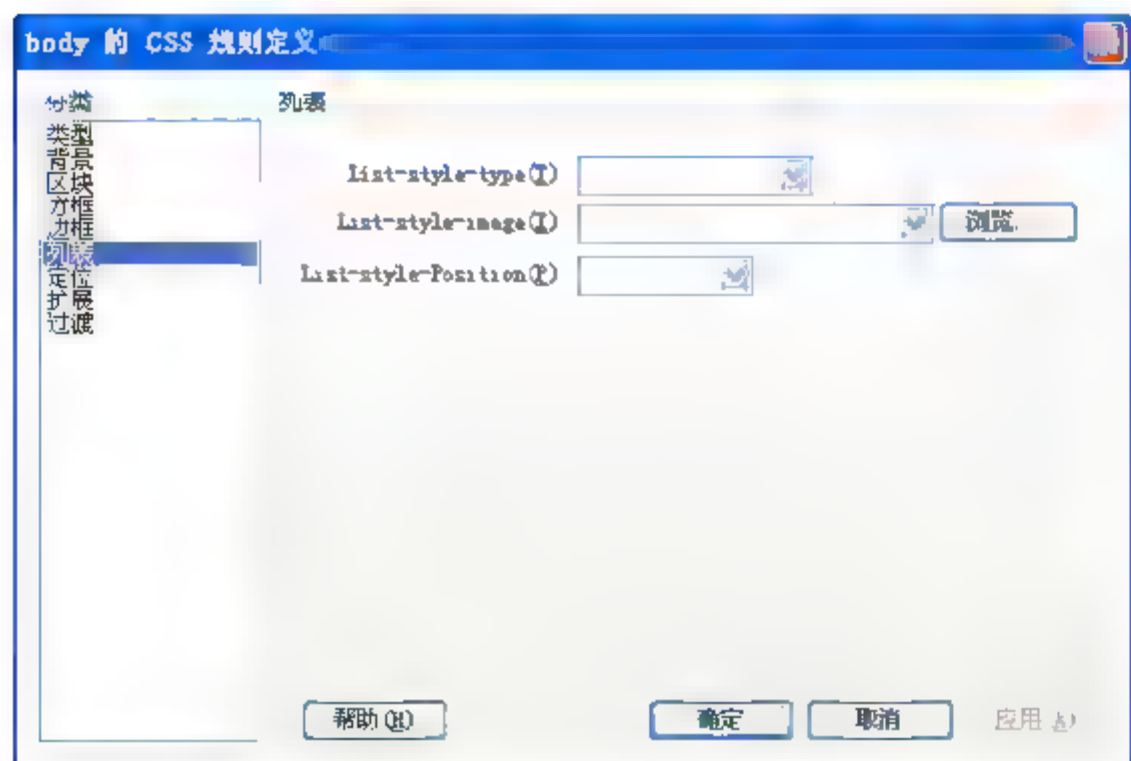 body 的 CSS 规则定义
分类
类型
背景
区块
方框
边框
列表
定位
扩展
过渡
列表
List-style-type(T)
List-style-image(I)
浏览...
List-style-Position(P)
帮助(H)
确定
取消
应用(A)